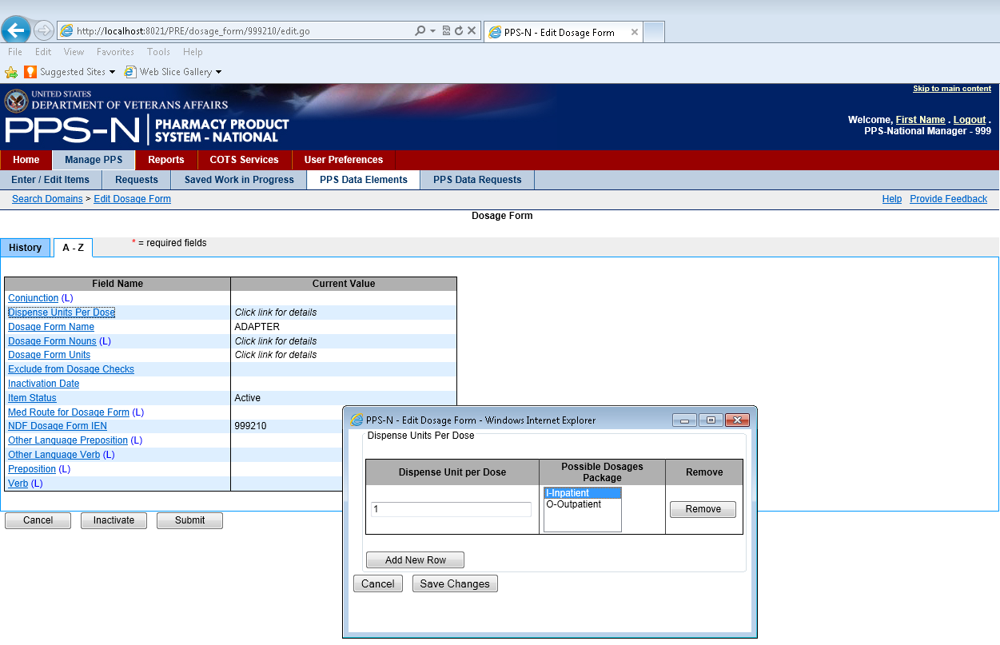 http://localhost:8021/PRE/dosage_form/999210/edit.go
PPS-N - Edit Dosage Form
File Edit View Favorites Tools Help
Suggested Sites Web Slice Gallery
Skip to main content
UNITED STATES
DEPARTMENT OF VETERANS AFFAIRS
PPS-N PHARMACY PRODUCT
SYSTEM - NATIONAL
Welcome, First Name . Logout .
PPS-National Manager - 999
Home Manage PPS Reports COTS Services User Preferences
Enter / Edit Items Requests Saved Work in Progress PPS Data Elements PPS Data Requests
Search Domains > Edit Dosage Form Help Provide Feedback
Dosage Form
History A - Z * = required fields
Field Name Current Value
Conjunction (L)
Dispense Units Per Dose Click link for details
Dosage Form Name ADAPTER
Dosage Form Nouns (L) Click link for details
Dosage Form Units Click link for details
Exclude from Dosage Checks
Inactivation Date
Item Status Active
Med Route for Dosage Form (L)
NDF Dosage Form IEN 999210
Other Language Preposition (L)
Other Language Verb (L)
Preposition (L)
Verb (L)
Cancel Inactivate Submit
PPS-N - Edit Dosage Form - Windows Internet Explorer
Dispense Units Per Dose
Dispense Unit per Dose Possible Dosages Package Remove
1 I-Inpatient
O-Outpatient Remove
Add New Row
Cancel Save Changes